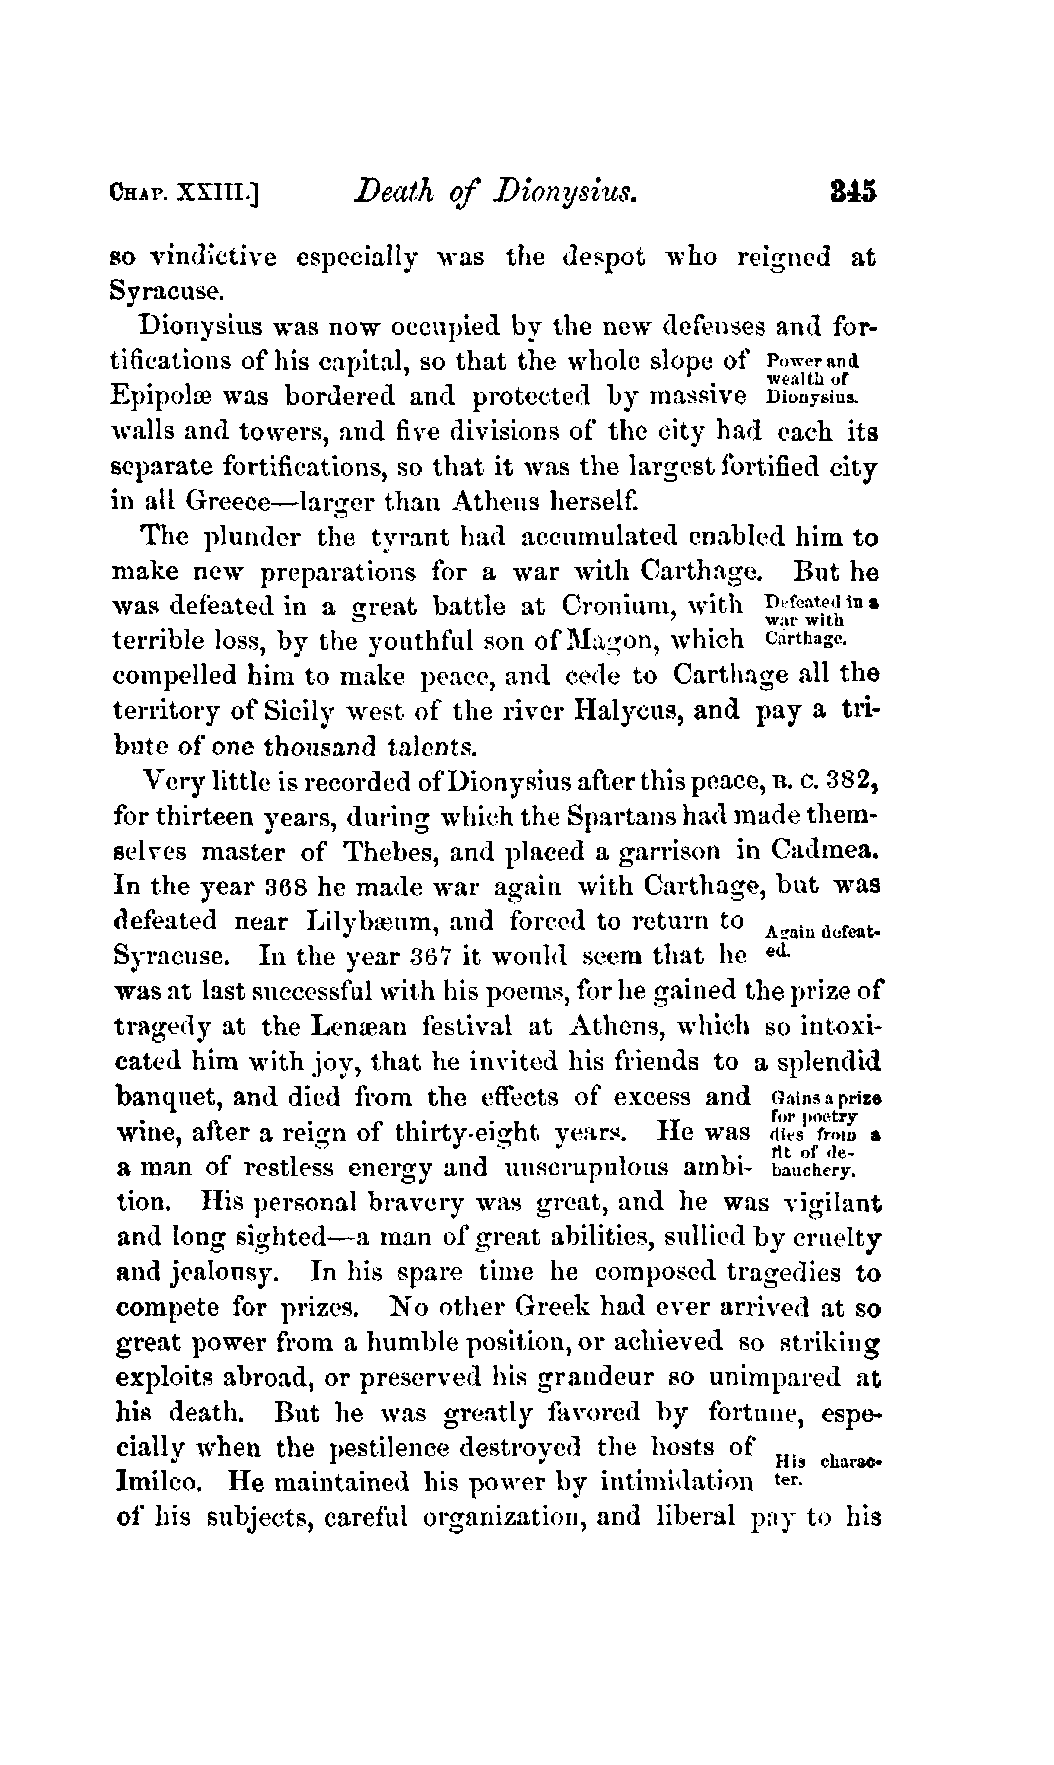 CHAP. XXIII.] Death of Dionysius. 345
so vindictive especially was the despot who reigned at
Syracuse.
Dionysius was now occupied by the new defenses and for-
tifications of his capital, so that the whole slope of
Power and
wealth of
Dionysius.
Epipolæ was bordered and protected by massive
walls and towers, and five divisions of the city had each its
separate fortifications, so that it was the largest fortified city
in all Greece—larger than Athens herself.
The plunder the tyrant had accumulated enabled him to
make new preparations for a war with Carthage. But he
was defeated in a great battle at Cronium, with
Defeated in a
war with
Carthage.
terrible loss, by the youthful son of Magon, which
compelled him to make peace, and cede to Carthage all the
territory of Sicily west of the river Halycus, and pay a tri-
bute of one thousand talents.
Very little is recorded of Dionysius after this peace, B. C. 382,
for thirteen years, during which the Spartans had made them-
selves master of Thebes, and placed a garrison in Cadmea.
In the year 368 he made war again with Carthage, but was
defeated near Lilybæum, and forced to return to
Again defeat-
ed.
Syracuse. In the year 367 it would seem that he
was at last successful with his poems, for he gained the prize of
tragedy at the Lenæan festival at Athens, which so intoxi-
cated him with joy, that he invited his friends to a splendid
banquet, and died from the effects of excess and
Gains a prize
for poetry
dies from a
fit of de-
bauchery.
wine, after a reign of thirty-eight years. He was
a man of restless energy and unscrupulous ambi-
tion. His personal bravery was great, and he was vigilant
and long sighted—a man of great abilities, sullied by cruelty
and jealousy. In his spare time he composed tragedies to
compete for prizes. No other Greek had ever arrived at so
great power from a humble position, or achieved so striking
exploits abroad, or preserved his grandeur so unimpared at
his death. But he was greatly favored by fortune, espe-
cially when the pestilence destroyed the hosts of
His charac-
ter.
Imilco. He maintained his power by intimidation
of his subjects, careful organization, and liberal pay to his